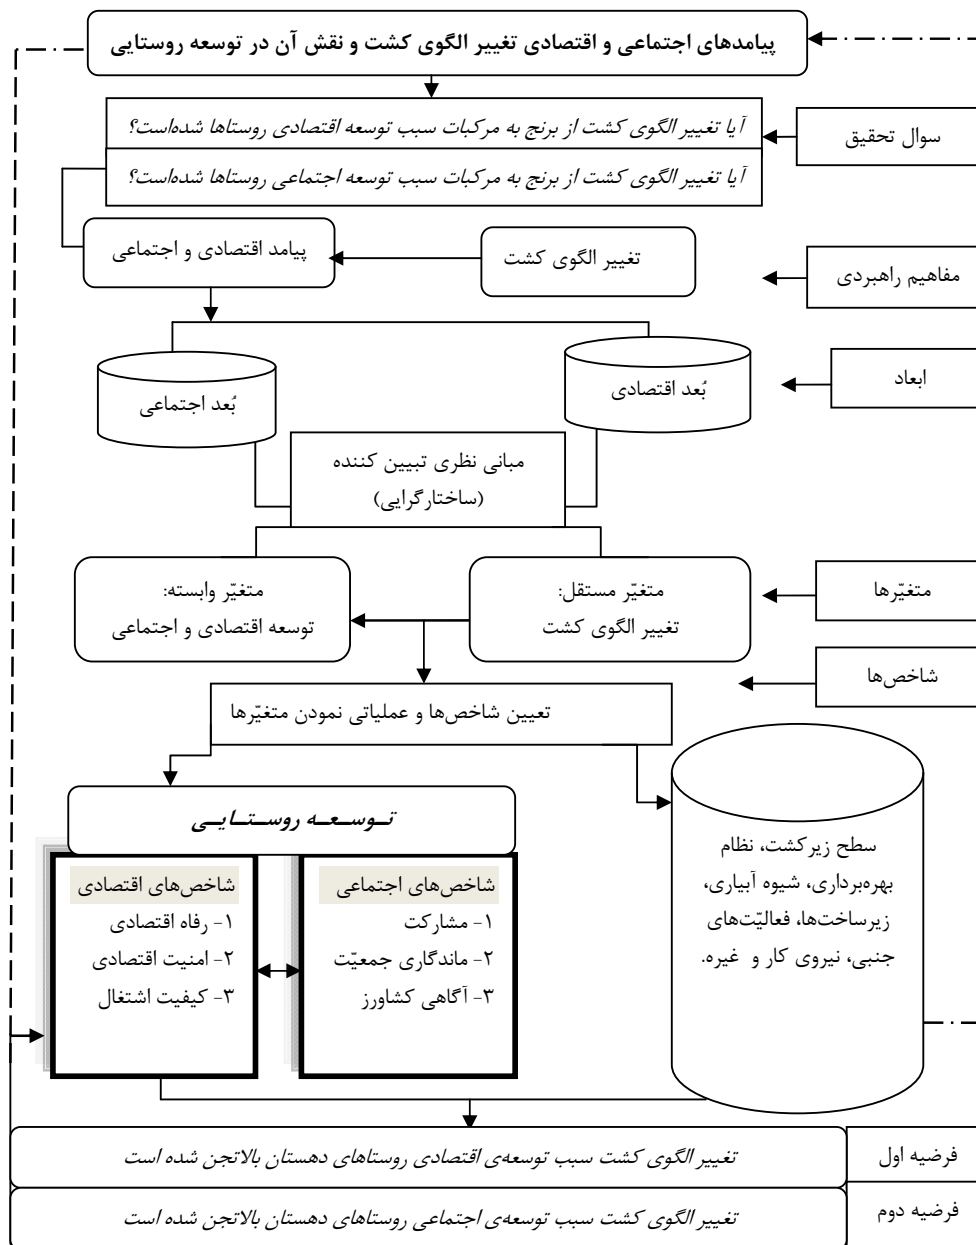 پیامدهای اجتماعی و اقتصادی تغییر الگوی کشت و نقش آن در توسعه روستایی
آیا تغییر الگوی کشت از برنج به مرکبات سبب توسعه اقتصادی روستاها شده‌است؟
سوال تحقیق
آیا تغییر الگوی کشت از برنج به مرکبات سبب توسعه اجتماعی روستاها شده‌است؟
مفاهیم راهبردی
تغییر الگوی کشت
پیامد اقتصادی و اجتماعی
ابعاد
بُعد اقتصادی
بُعد اجتماعی
مبانی نظری تبیین کننده
(ساختارگرایی)
متغیّرها
متغیّر مستقل:
تغییر الگوی کشت
متغیّر وابسته:
توسعه اقتصادی و اجتماعی
شاخص‌ها
تعیین شاخص‌ها و عملیاتی نمودن متغیّرها
سطح زیرکشت، نظام
بهره‌برداری، شیوه آبیاری،
زیرساخت‌ها، فعالیّت‌های
جنبی، نیروی کار و غیره.
تـوسـعـه روسـتـایـی
شاخص‌های اجتماعی
۱- مشارکت
۲- ماندگاری جمعیّت
۳- آگاهی کشاورز
شاخص‌های اقتصادی
۱- رفاه اقتصادی
۲- امنیت اقتصادی
۳- کیفیت اشتغال
فرضیه اول
تغییر الگوی کشت سبب توسعه‌ی اقتصادی روستاهای دهستان بالاتجن شده است
فرضیه دوم
تغییر الگوی کشت سبب توسعه‌ی اجتماعی روستاهای دهستان بالاتجن شده است